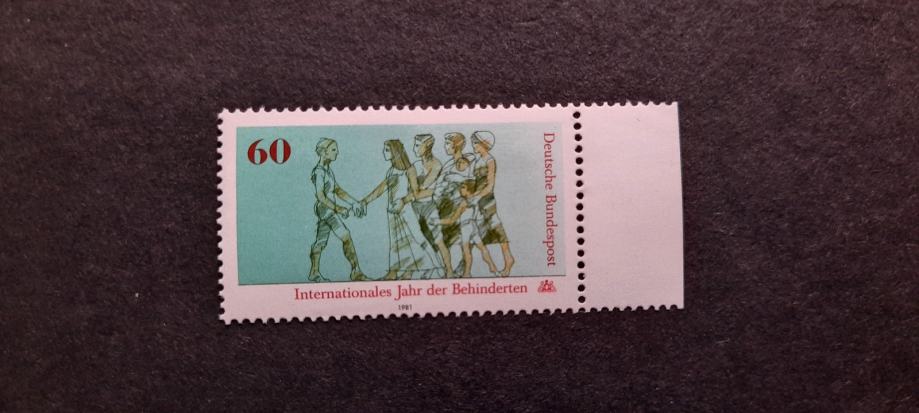 60
Deutsche Bundespost
Internationales Jahr der Behinderten
1981